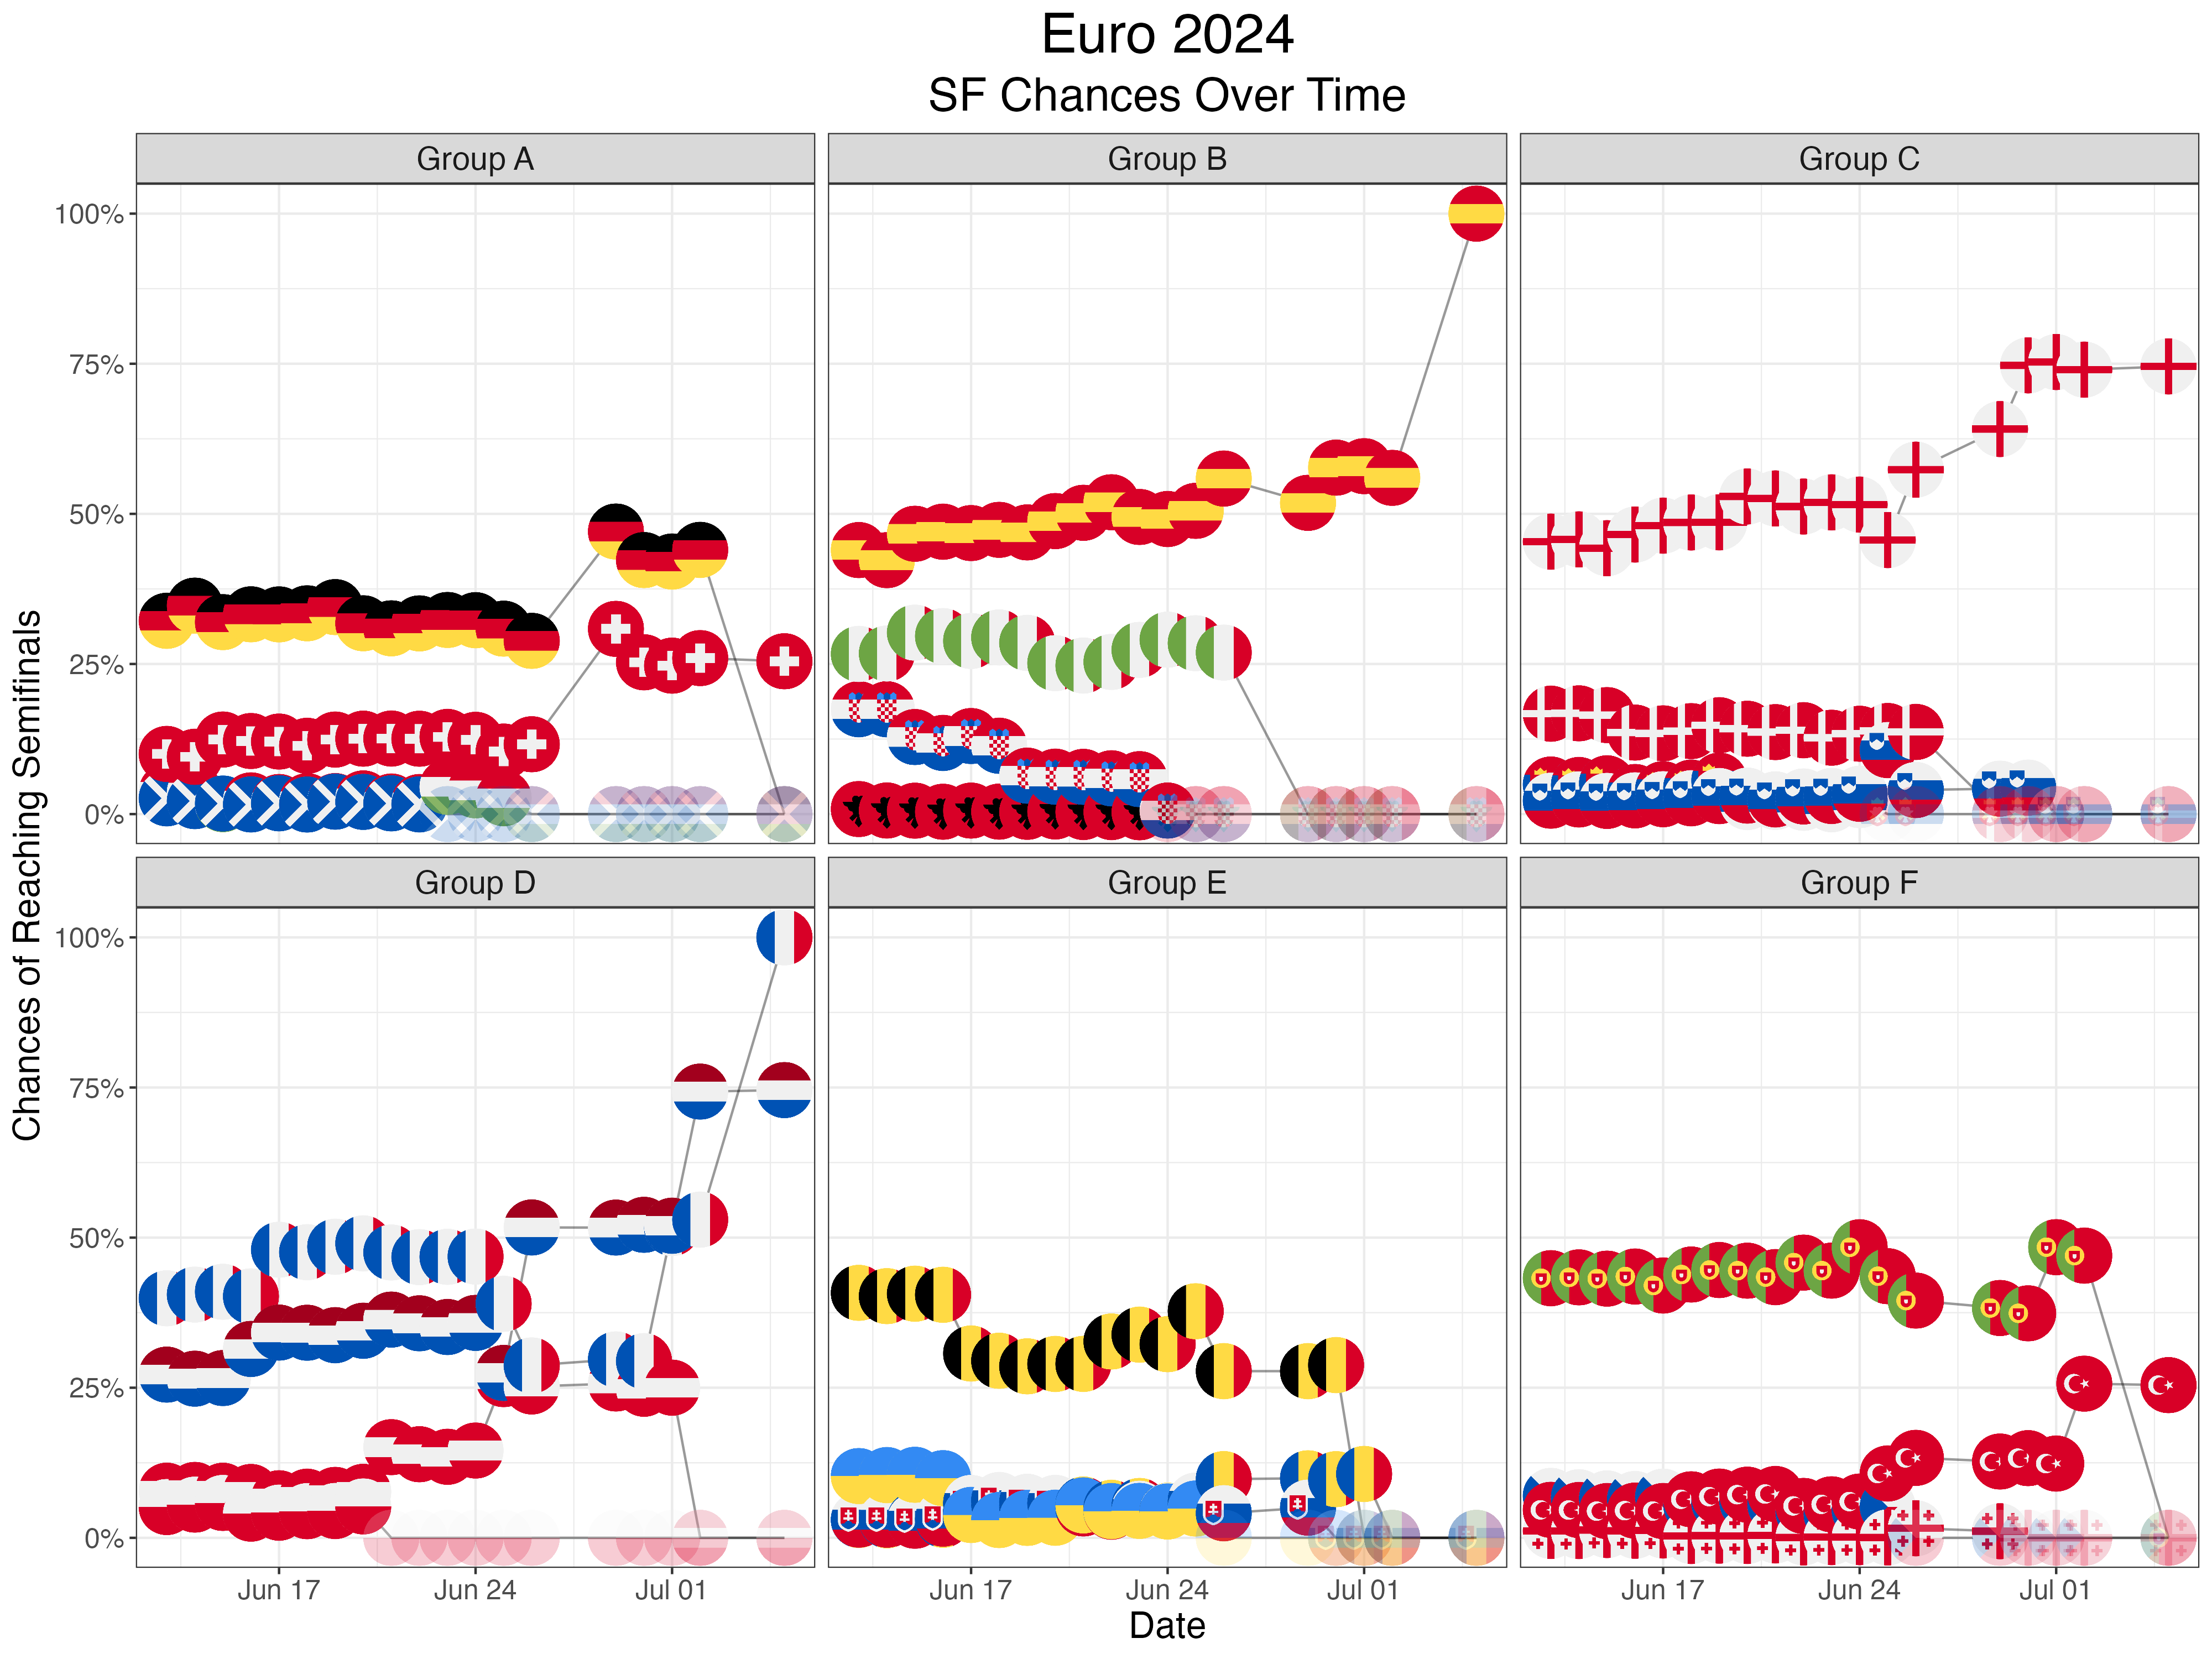 Euro 2024
SF Chances Over Time
Group A
Group B
Group C
100%
75%
50%
25%
0%
Group D
Group E
Group F
100%
75%
50%
25%
0%
Jun 17
Jun 24
Jul 01
Jun 17
Jun 24
Jul 01
Jun 17
Jun 24
Jul 01
Date
Chances of Reaching Semifinals